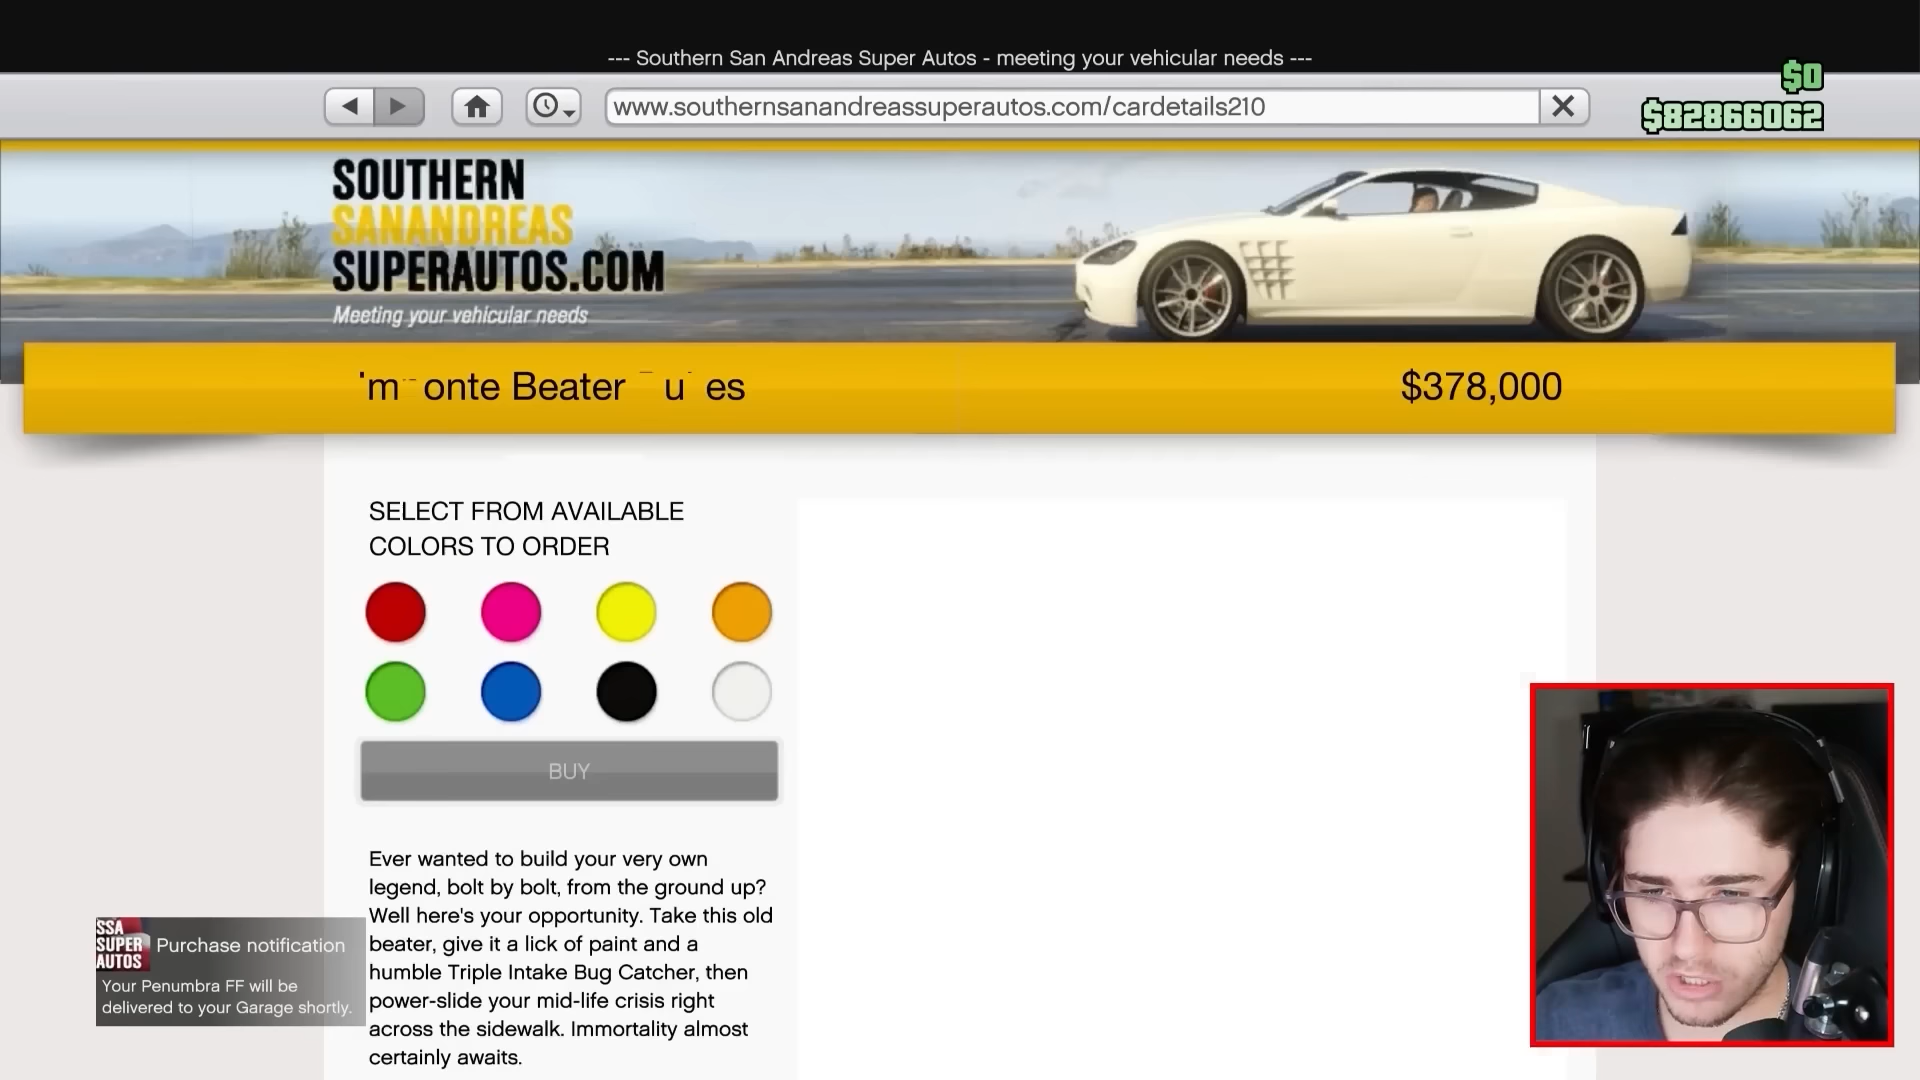 --- Southern San Andreas Super Autos - meeting your vehicular needs ---
$0
www.southernsanandreassuperautos.com/cardetails210
$82866062
SOUTHERN
SANANDREAS
SUPERAUTOS.COM
Meeting your vehicular needs
Beater
$378,000
SELECT FROM AVAILABLE
COLORS TO ORDER
BUY
Ever wanted to build your very own
legend, bolt by bolt, from the ground up?
Well here's your opportunity. Take this old
beater, give it a lick of paint and a
humble Triple Intake Bug Catcher, then
power-slide your mid-life crisis right
across the sidewalk. Immortality almost
certainly awaits.
SSA
SUPER
AUTOS
Purchase notification
Your Penumbra FF will be
delivered to your Garage shortly.